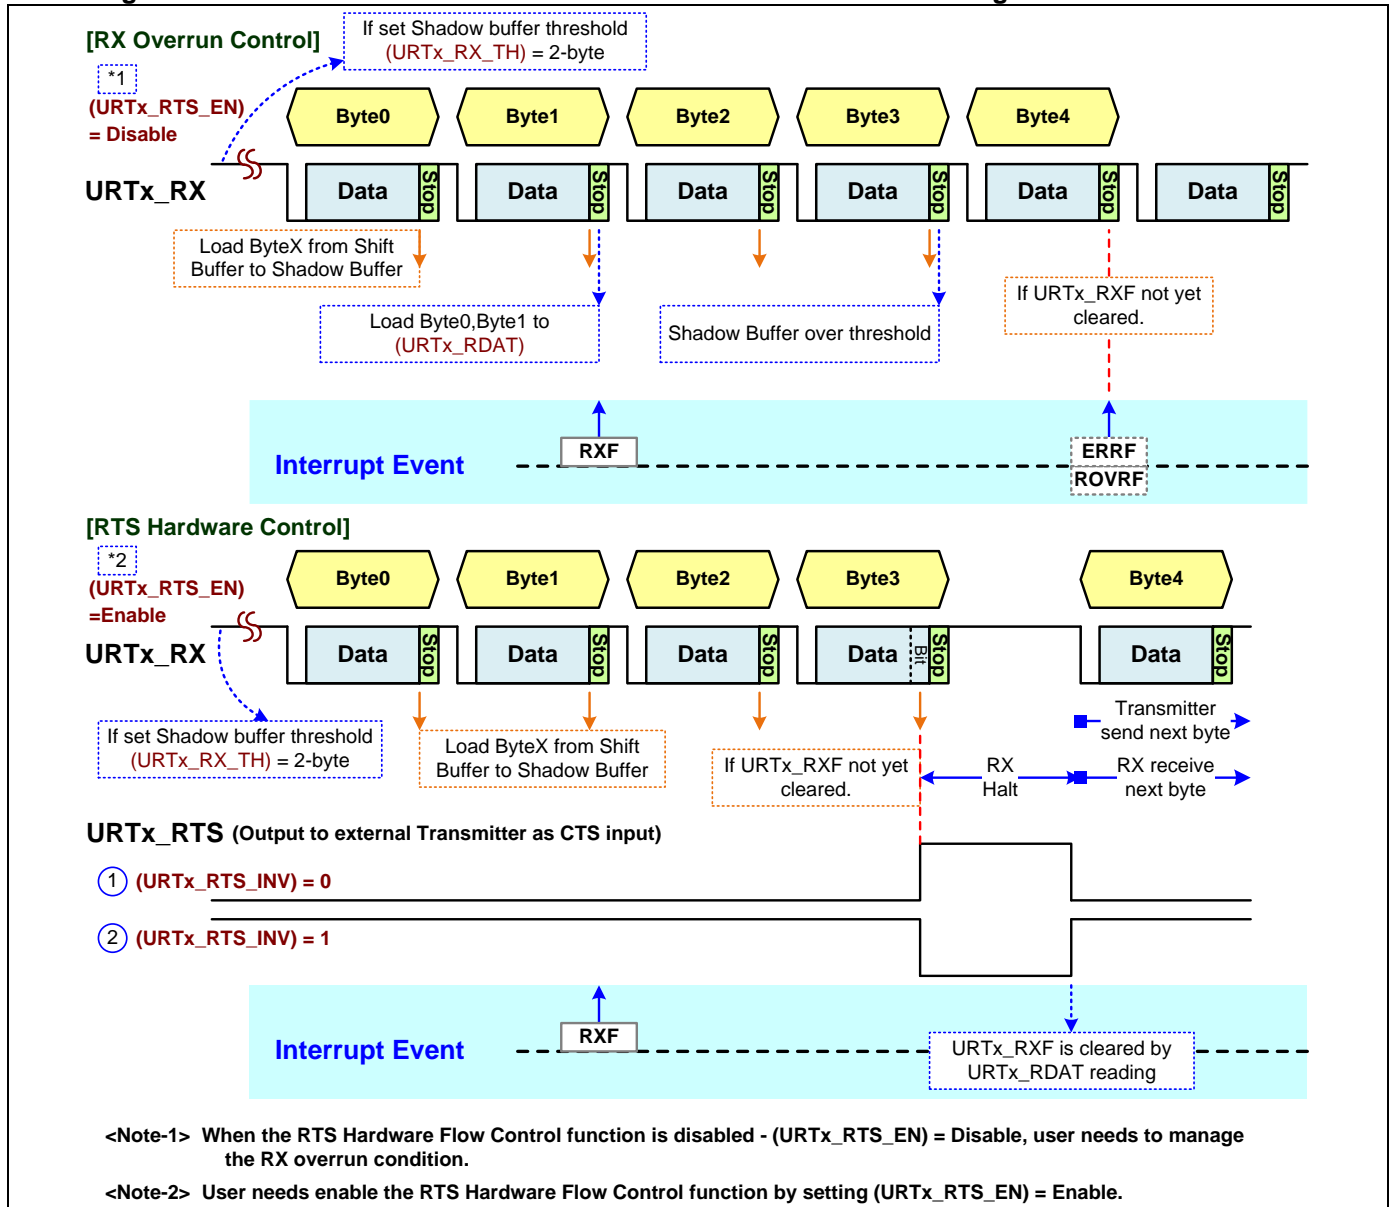 [RX Overrun Control]
If set Shadow buffer threshold
(URTx_RX_TH) = 2-byte
*1
(URTx_RTS_EN)
= Disable
Byte0
Byte1
Byte2
Byte3
Byte4
URTx_RX
Data
Stop
Data
Stop
Data
Stop
Data
Stop
Data
Stop
Data
Stop
Load ByteX from Shift
Buffer to Shadow Buffer
Load Byte0,Byte1 to
(URTx_RDAT)
Shadow Buffer over threshold
If URTx_RXF not yet
cleared.
Interrupt Event
RXF
ERRF
ROVRF
[RTS Hardware Control]
*2
(URTx_RTS_EN)
=Enable
Byte0
Byte1
Byte2
Byte3
Byte4
URTx_RX
Data
Stop
Data
Stop
Data
Stop
Data
Bit
Stop
Data
Stop
If set Shadow buffer threshold
(URTx_RX_TH) = 2-byte
Load ByteX from Shift
Buffer to Shadow Buffer
If URTx_RXF not yet
cleared.
RX
Halt
Transmitter
send next byte
RX receive
next byte
URTx_RTS (Output to external Transmitter as CTS input)
1 (URTx_RTS_INV) = 0
2 (URTx_RTS_INV) = 1
Interrupt Event
RXF
URTx_RXF is cleared by
URTx_RDAT reading
<Note-1> When the RTS Hardware Flow Control function is disabled - (URTx_RTS_EN) = Disable, user needs to manage
the RX overrun condition.
<Note-2> User needs enable the RTS Hardware Flow Control function by setting (URTx_RTS_EN) = Enable.